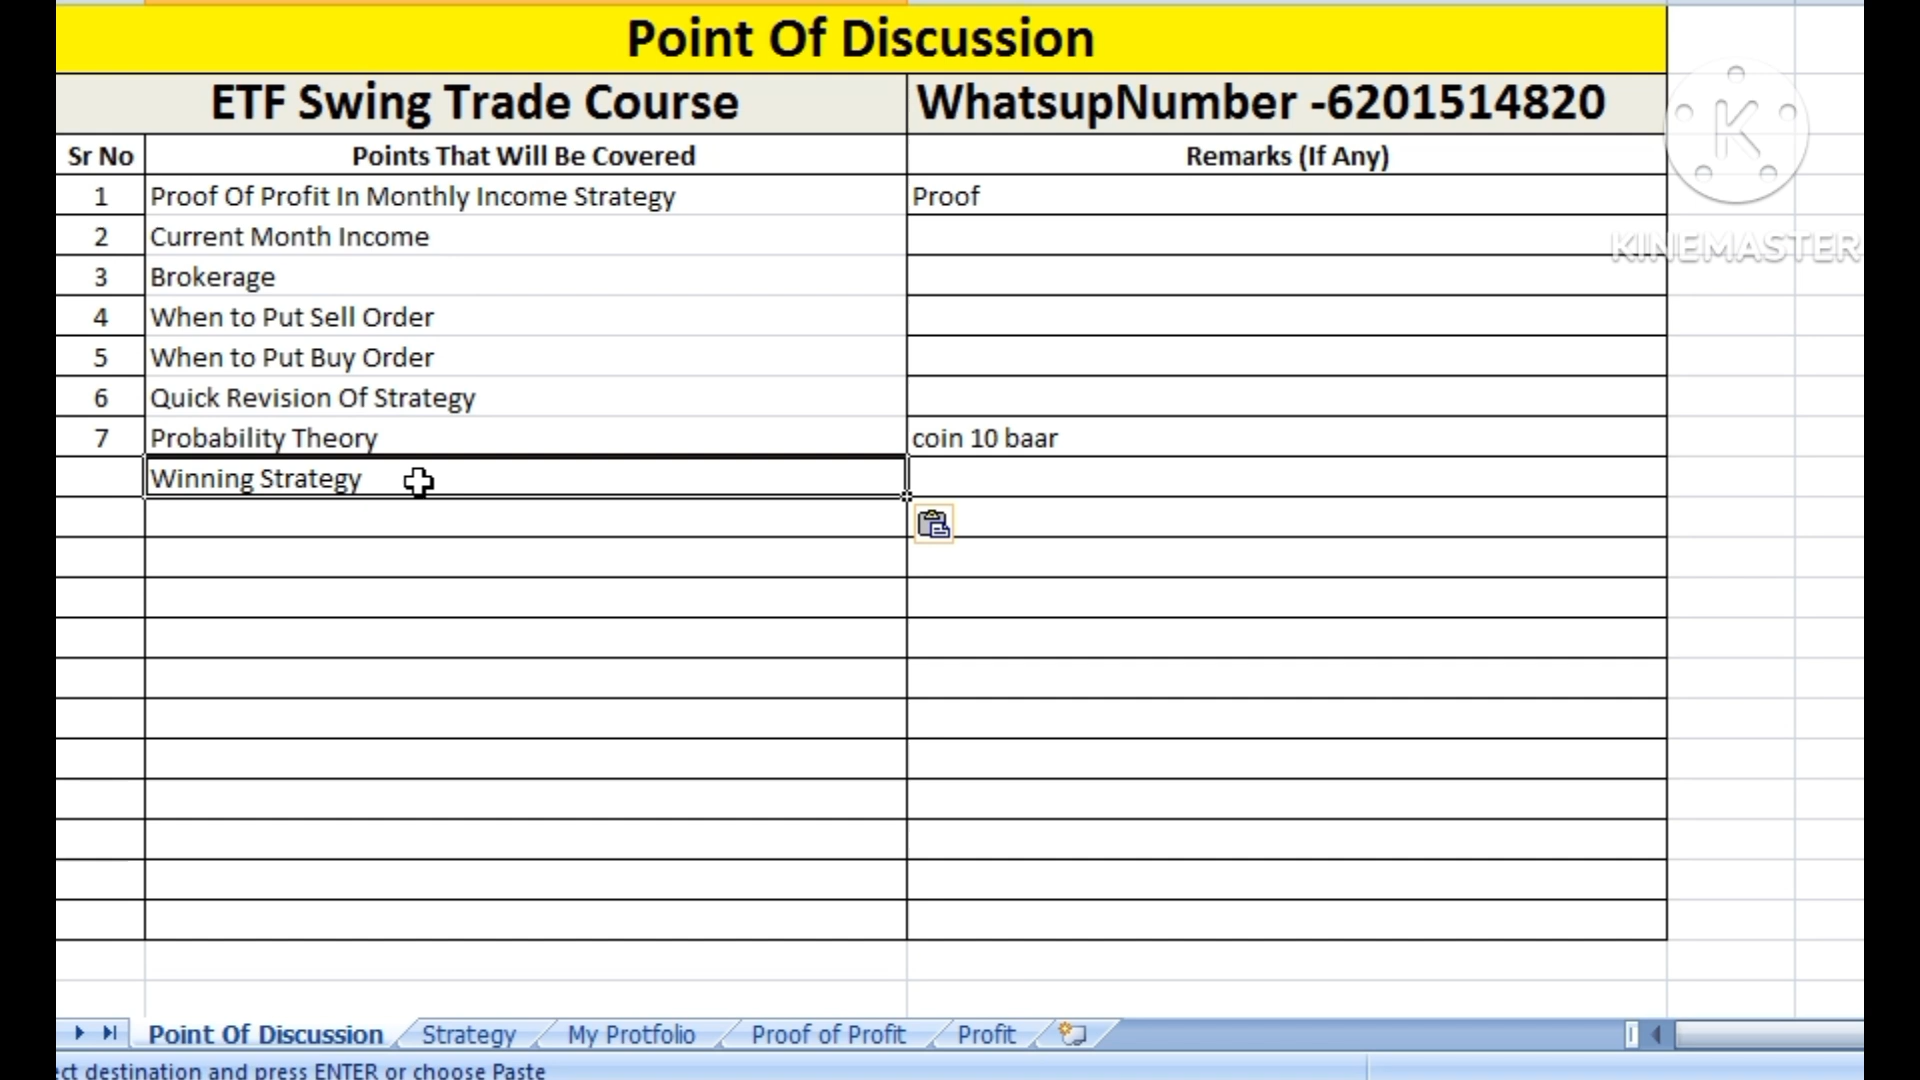 Point Of Discussion
ETF Swing Trade Course WhatsupNumber -6201514820
Sr No Points That Will Be Covered Remarks (If Any)
1 Proof Of Profit In Monthly Income Strategy Proof
2 Current Month Income
3 Brokerage
4 When to Put Sell Order
5 When to Put Buy Order
6 Quick Revision Of Strategy
7 Probability Theory coin 10 baar
Winning Strategy
K
KINEMASTER
Point Of Discussion Strategy My Protfolio Proof of Profit Profit
ect destination and press ENTER or choose Paste